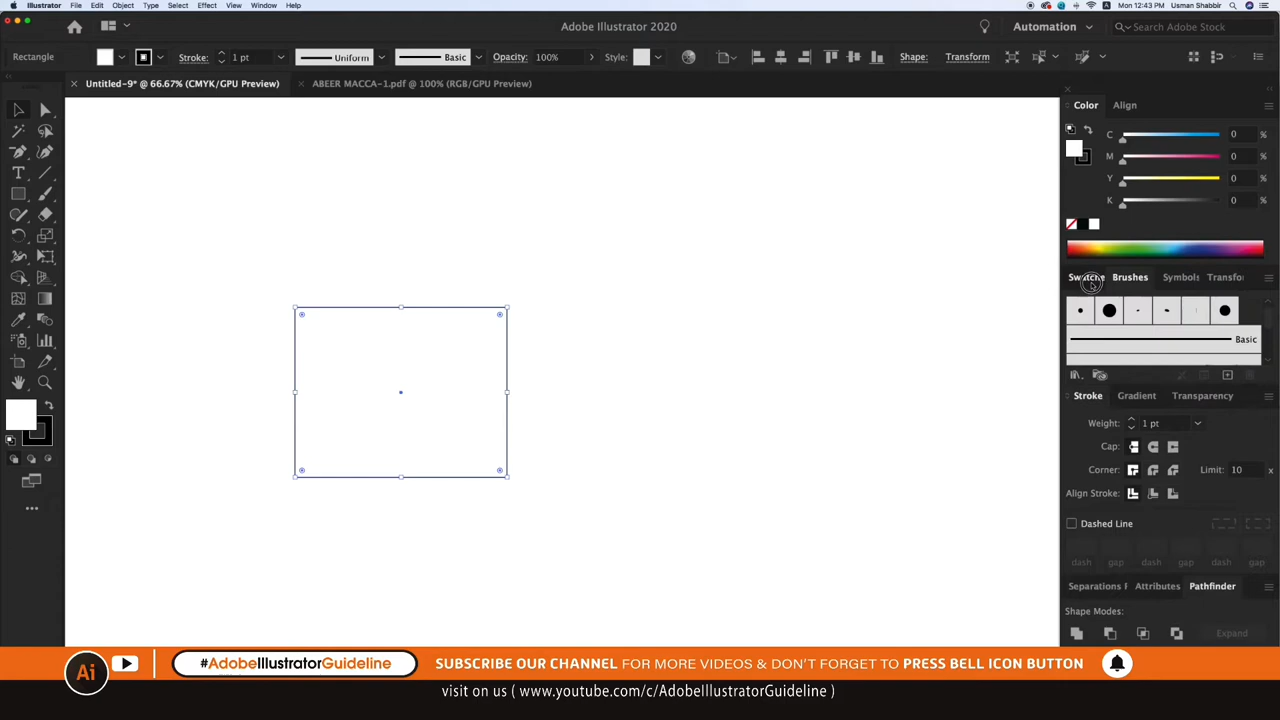 Illustrator File Edit Object Type Select Effect View Window Help
Mon 12:43 PM Usman Shabbir
Adobe Illustrator 2020
Automation
Search Adobe Stock
Rectangle Stroke: 1 pt Uniform Basic Opacity: 100% Style: Shape: Transform
Untitled-9* @ 66.67% (CMYK/GPU Preview)
ABEER MACCA-1.pdf @ 100% (RGB/GPU Preview)
Color Align
C 0 %
M 0 %
Y 0 %
K 0 %
Swatches Brushes Symbols Transfo
Basic
Stroke Gradient Transparency
Weight: 1 pt
Cap:
Corner: Limit: 10 x
Align Stroke:
Dashed Line
dash gap dash gap dash gap
Separations P Attributes Pathfinder
Shape Modes:
Expand
Ai
#AdobeIllustratorGuideline
SUBSCRIBE OUR CHANNEL FOR MORE VIDEOS & DON'T FORGET TO PRESS BELL ICON BUTTON
visit on us ( www.youtube.com/c/AdobeIllustratorGuideline )